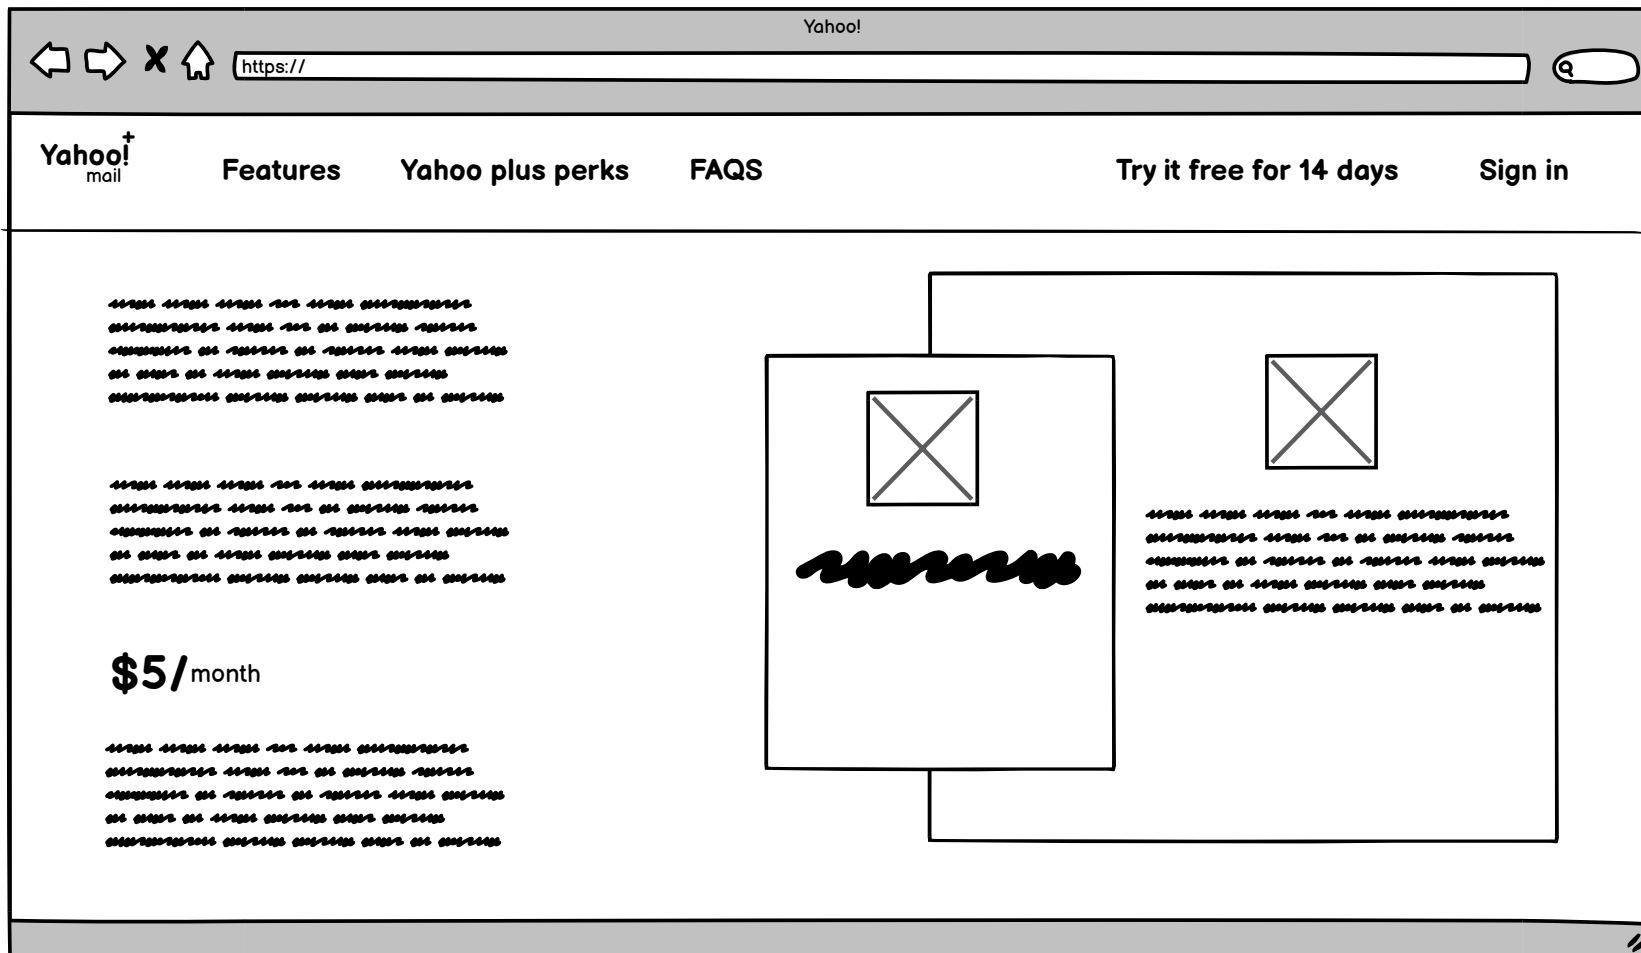 Yahoo!
https://
Yahoo!+
mail
Features
Yahoo plus perks
FAQS
Try it free for 14 days
Sign in
$5/month